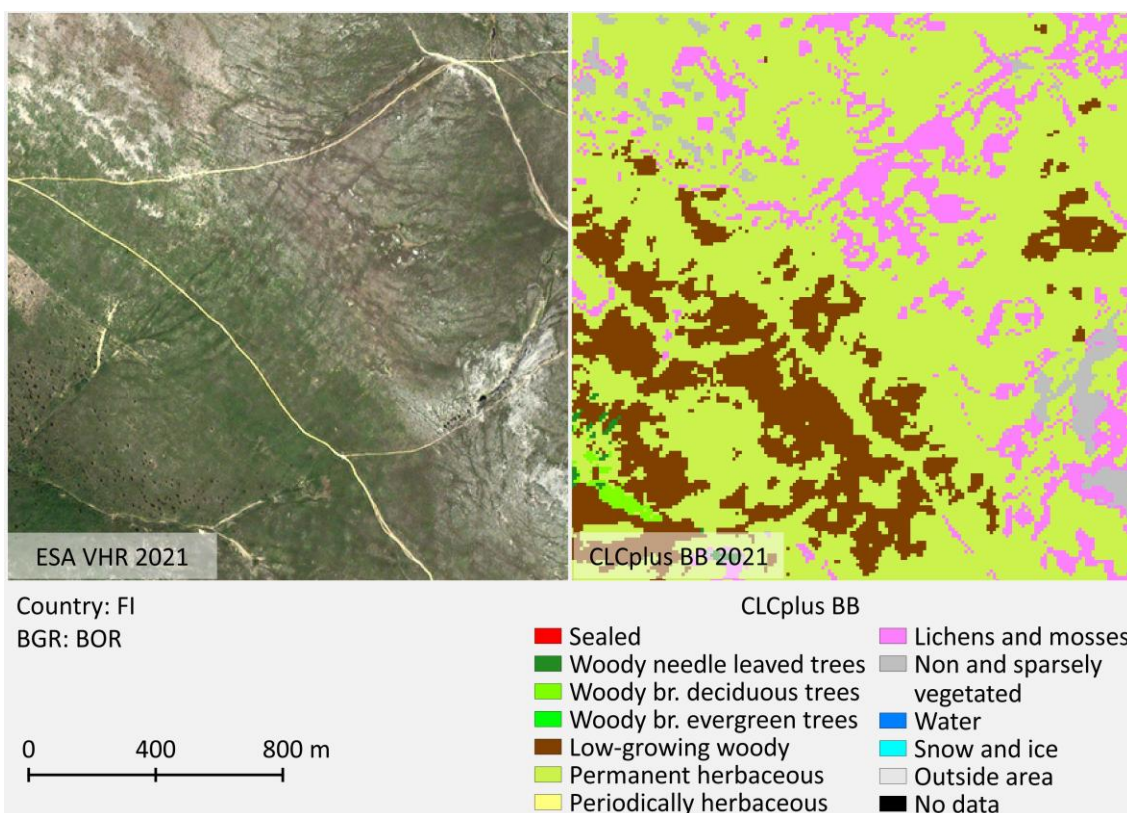 ESA VHR 2021
CLCplus BB 2021
Country: FI
BGR: BOR
0 400 800 m
CLCplus BB
Sealed
Woody needle leaved trees
Woody br. deciduous trees
Woody br. evergreen trees
Low-growing woody
Permanent herbaceous
Periodically herbaceous
Lichens and mosses
Non and sparsely
vegetated
Water
Snow and ice
Outside area
No data